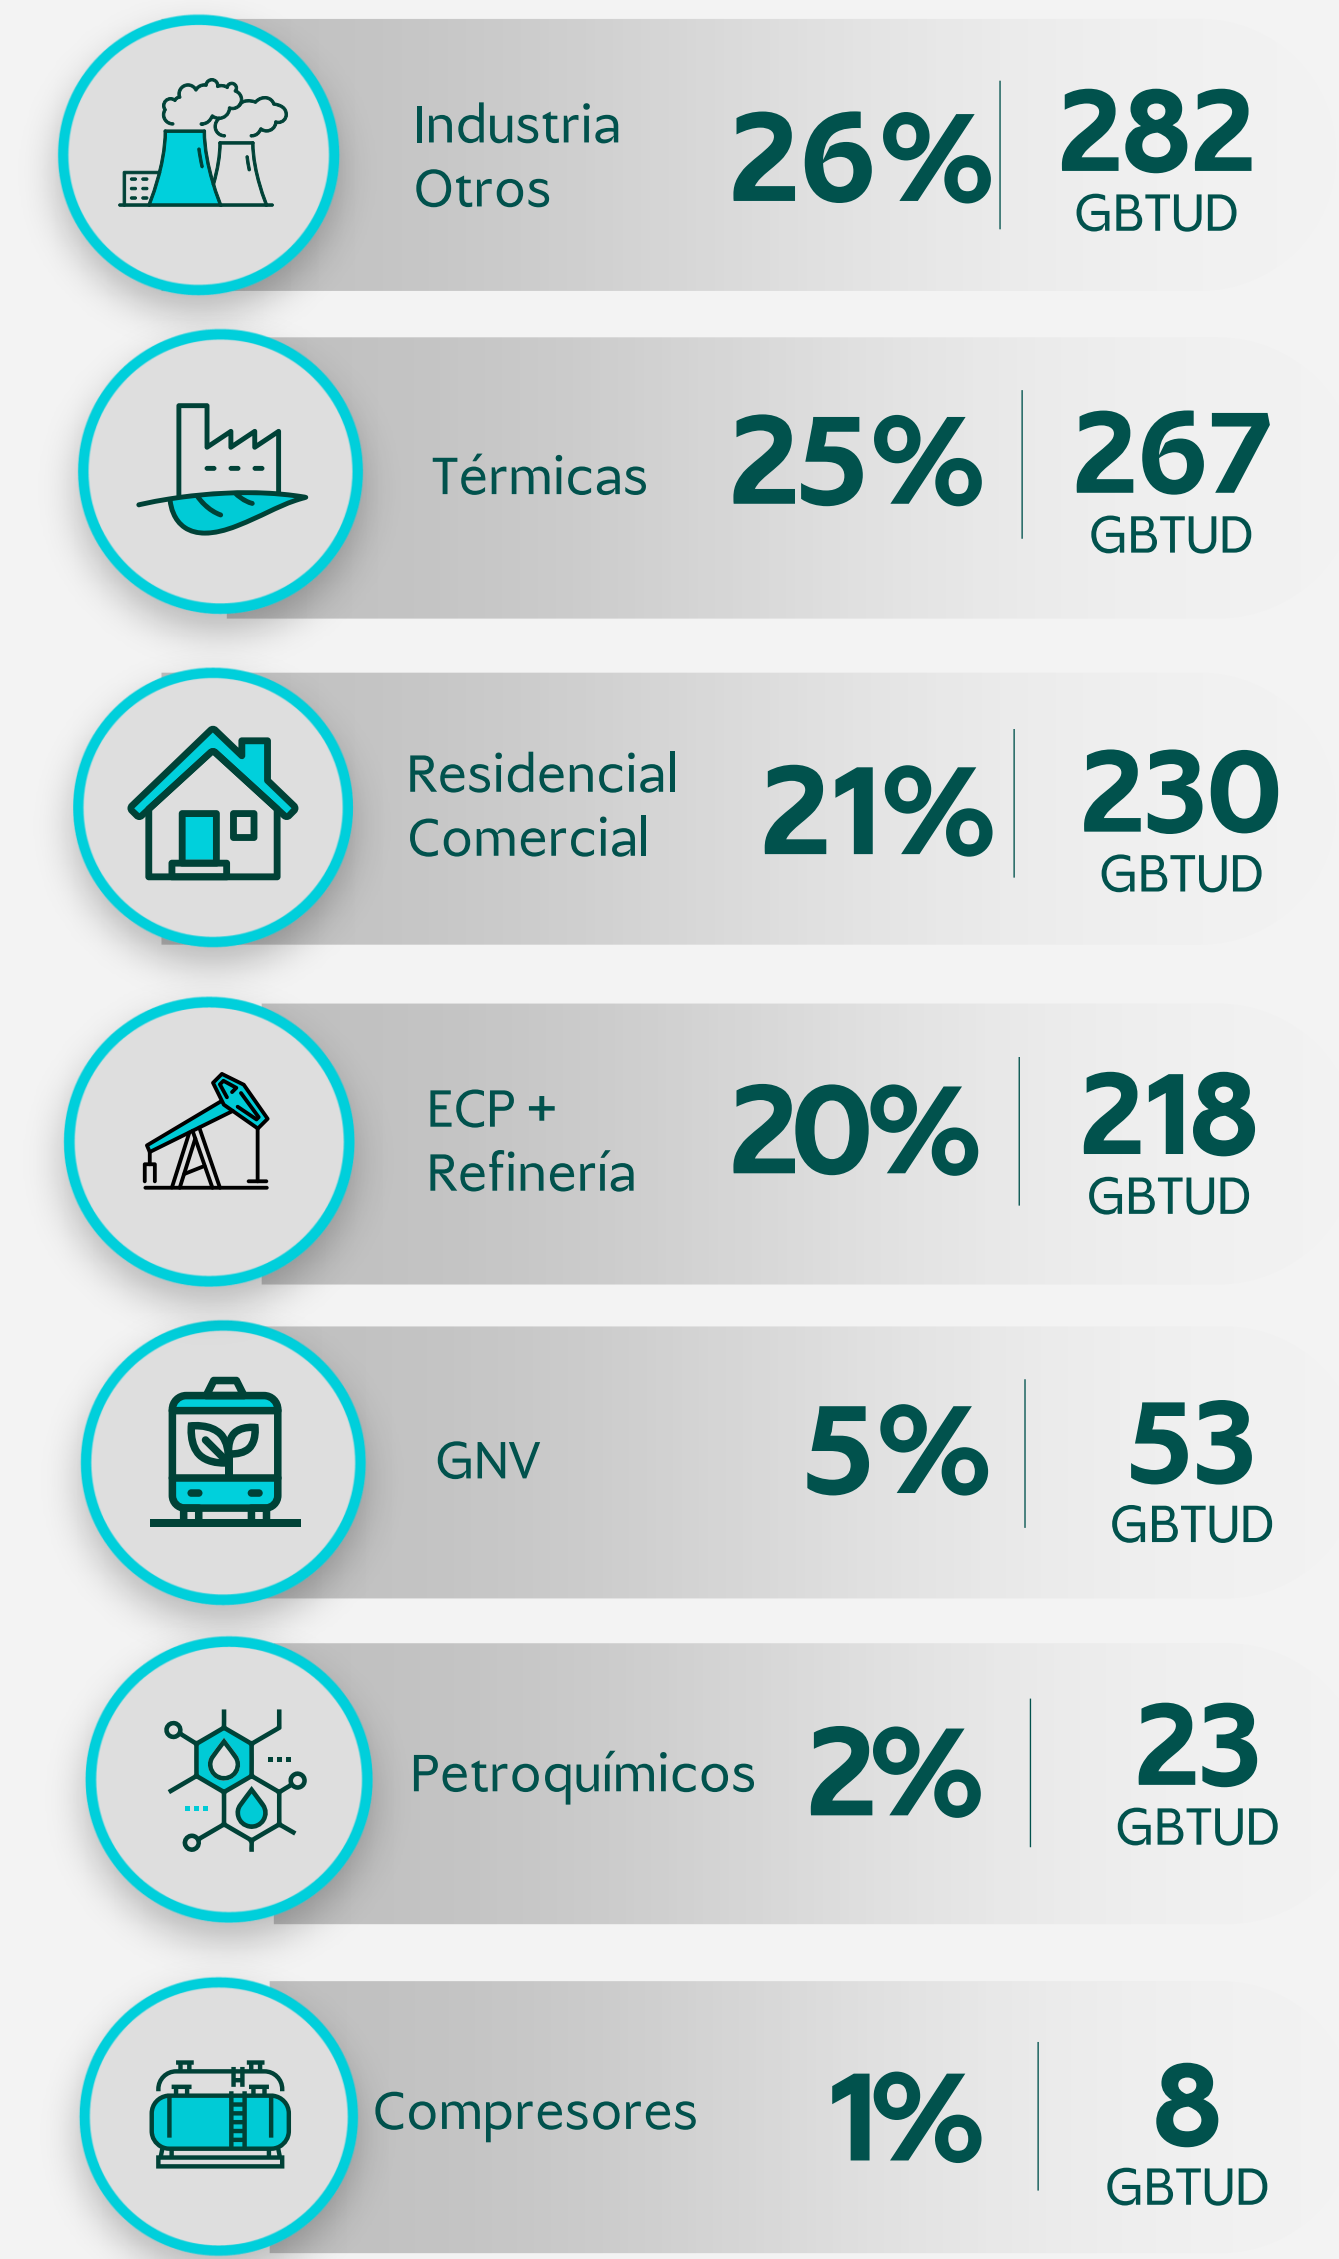 Industria
Otros
26%
282
GBTUD
Térmicas
25%
267
GBTUD
Residencial
Comercial
21%
230
GBTUD
ECP +
Refinería
20%
218
GBTUD
GNV
5%
53
GBTUD
Petroquímicos
2%
23
GBTUD
Compresores
1%
8
GBTUD